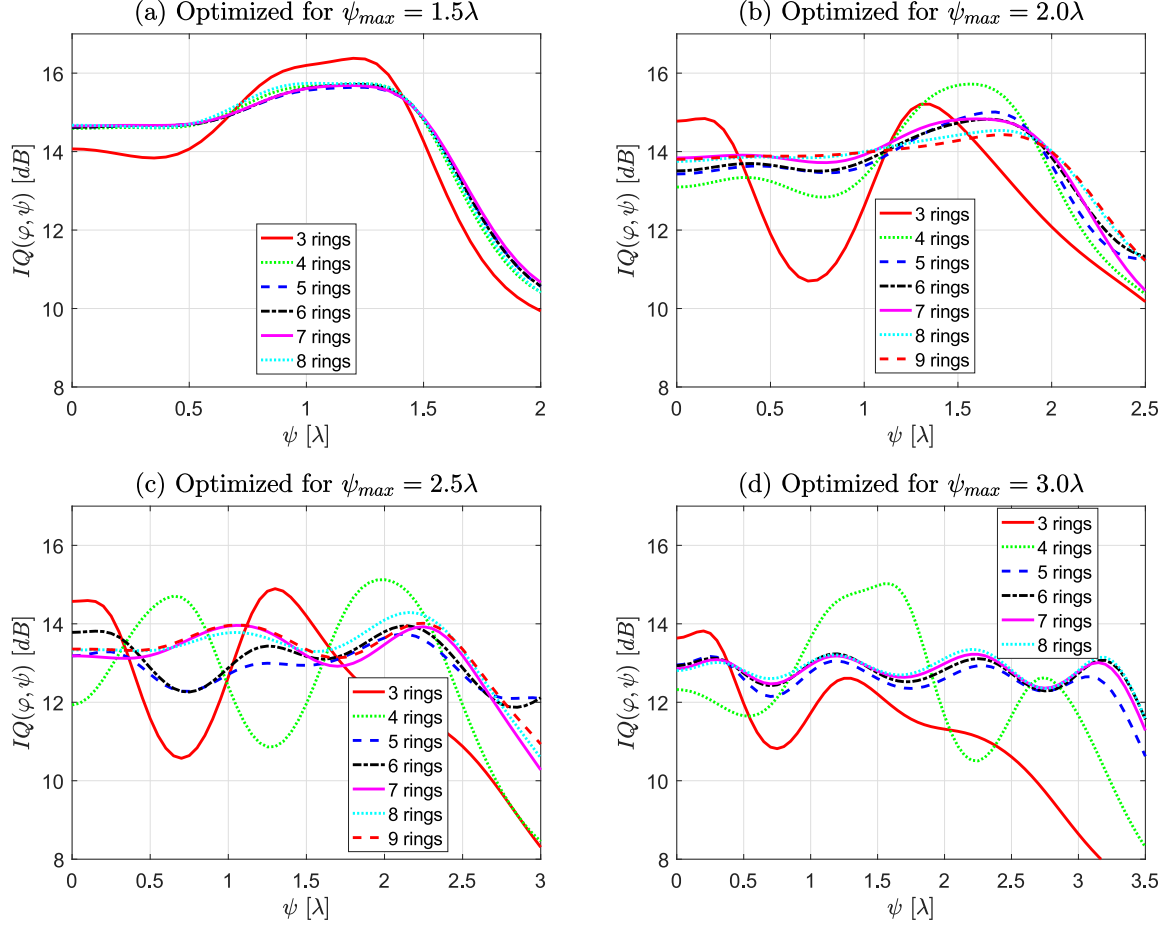 (a) Optimized for ψmax = 1.5λ
16
14
12
10
8
IQ(φ, ψ) [dB]
3 rings
4 rings
5 rings
6 rings
7 rings
8 rings
0 0.5 1 1.5 2
ψ [λ]
(b) Optimized for ψmax = 2.0λ
16
14
12
10
8
IQ(φ, ψ) [dB]
3 rings
4 rings
5 rings
6 rings
7 rings
8 rings
9 rings
0 0.5 1 1.5 2 2.5
ψ [λ]
(c) Optimized for ψmax = 2.5λ
16
14
12
10
8
IQ(φ, ψ) [dB]
3 rings
4 rings
5 rings
6 rings
7 rings
8 rings
9 rings
0 0.5 1 1.5 2 2.5 3
ψ [λ]
(d) Optimized for ψmax = 3.0λ
16
14
12
10
8
IQ(φ, ψ) [dB]
3 rings
4 rings
5 rings
6 rings
7 rings
8 rings
0 0.5 1 1.5 2 2.5 3 3.5
ψ [λ]